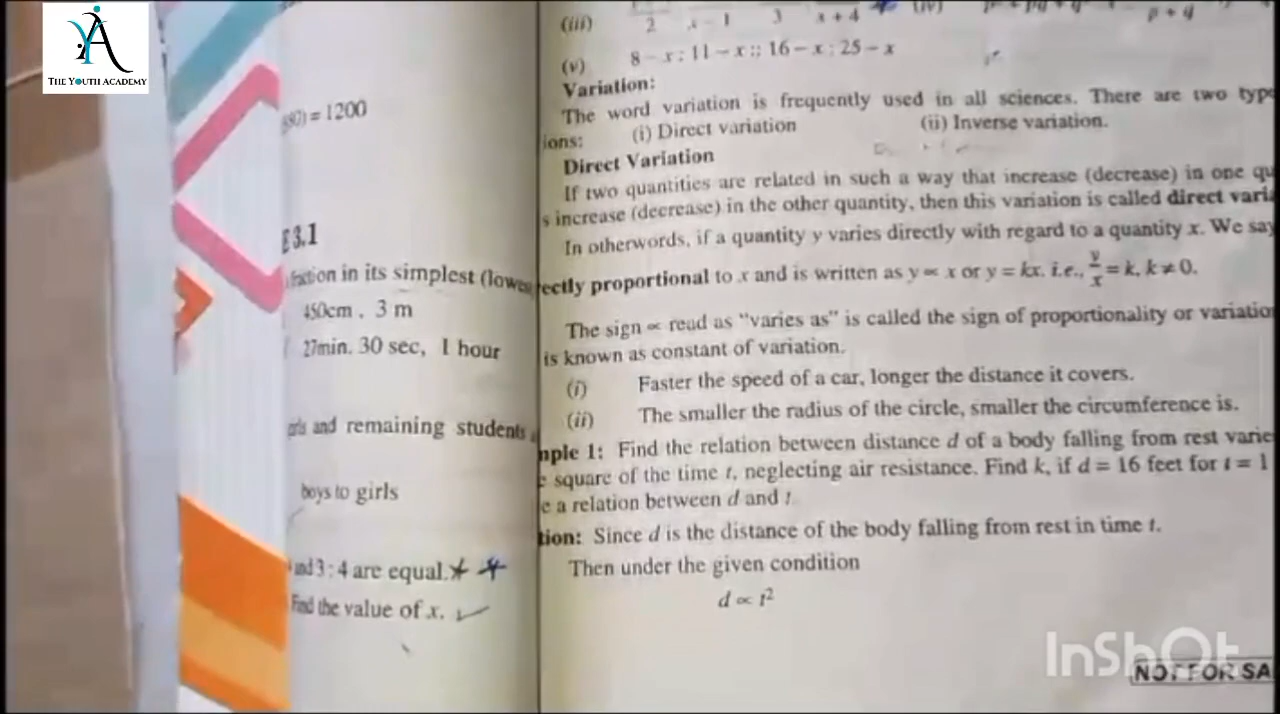 THE YOUTH ACADEMY
= 1200
3.1
in its simplest
450cm, 3 m
27min. 30 sec, 1 hour
and remaining students
boys to girls
and 3 : 4 are equal.
Find the value of x.
(iii) 2 x - 1 3 x + 4 (iv)
p + q
(v) 8 - x : 11 - x :: 16 - x : 25 - x
Variation:
The word variation is frequently used in all sciences. There are two
ions: (i) Direct variation (ii) Inverse variation.
Direct Variation
If two quantities are related in such a way that increase (decrease) in one
s increase (decrease) in the other quantity, then this variation is called direct
In otherwords, if a quantity y varies directly with regard to a quantity x. We say
rectly proportional to x and is written as y ∝ x or y = kx. i.e., y/x = k, k ≠ 0.
The sign ∝ read as "varies as" is called the sign of proportionality or
is known as constant of variation.
(i) Faster the speed of a car, longer the distance it covers.
(ii) The smaller the radius of the circle, smaller the circumference is.
mple 1: Find the relation between distance d of a body falling from rest
square of the time t, neglecting air resistance. Find k, if d = 16 feet for t = 1
e a relation between d and t.
tion: Since d is the distance of the body falling from rest in time t.
Then under the given condition
d ∝ t²
InShOt
NOT FOR SA